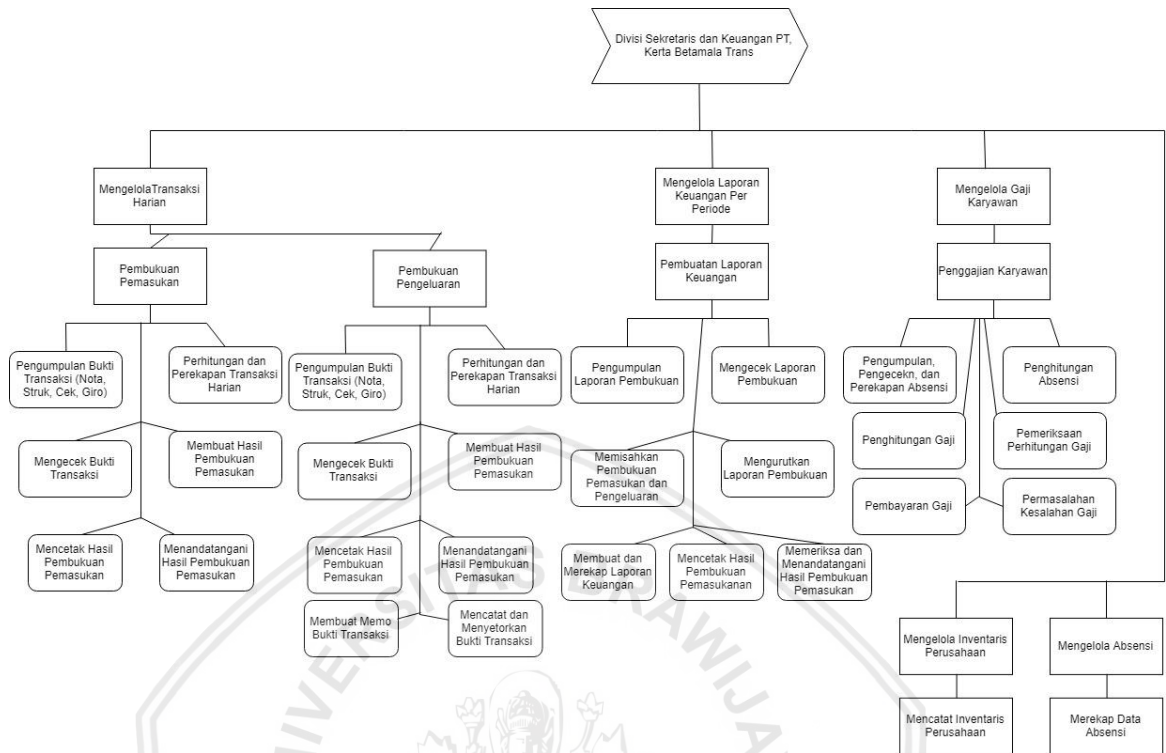 Divisi Sekretaris dan Keuangan PT,
Kerta Betamala Trans
MengelolaTransaksi
Harian
Mengelola Laporan
Keuangan Per
Periode
Mengelola Gaji
Karyawan
Pembukuan
Pemasukan
Pembukuan
Pengeluaran
Pembuatan Laporan
Keuangan
Penggajian Karyawan
Pengumpulan Bukti
Transaksi (Nota,
Struk, Cek, Giro)
Perhitungan dan
Perekapan Transaksi
Harian
Pengumpulan Bukti
Transaksi (Nota,
Struk, Cek, Giro)
Perhitungan dan
Perekapan Transaksi
Harian
Pengumpulan
Laporan Pembukuan
Mengecek Laporan
Pembukuan
Pengumpulan,
Pengecekn, dan
Perekapan Absensi
Penghitungan
Absensi
Mengecek Bukti
Transaksi
Membuat Hasil
Pembukuan
Pemasukan
Mengecek Bukti
Transaksi
Membuat Hasil
Pembukuan
Pemasukan
Memisahkan
Pembukuan
Pemasukan dan
Pengeluaran
Mengurutkan
Laporan Pembukuan
Penghitungan Gaji
Pemeriksaan
Perhitungan Gaji
Pembayaran Gaji
Permasalahan
Kesalahan Gaji
Mencetak Hasil
Pembukuan
Pemasukan
Menandatangani
Hasil Pembukuan
Pemasukan
Mencetak Hasil
Pembukuan
Pemasukan
Menandatangani
Hasil Pembukuan
Pemasukan
Membuat dan
Merekap Laporan
Keuangan
Mencetak Hasil
Pembukuan
Pemasukanan
Memeriksa dan
Menandatangani
Hasil Pembukuan
Pemasukan
Membuat Memo
Bukti Transaksi
Mencatat dan
Menyetorkan
Bukti Transaksi
Mengelola Inventaris
Perusahaan
Mengelola Absensi
Mencatat Inventaris
Perusahaan
Merekap Data
Absensi
UNIVERSITAS BRAWIJA